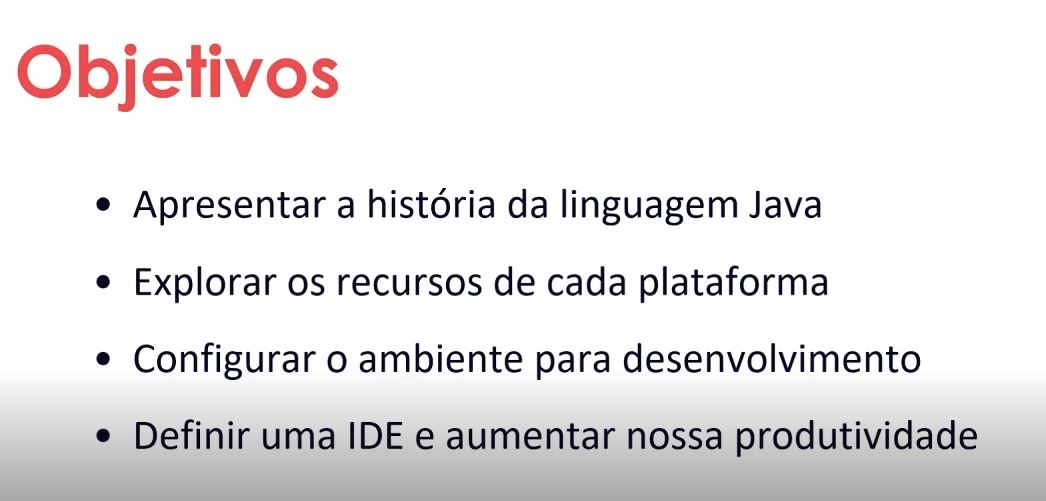 Objetivos
• Apresentar a história da linguagem Java
• Explorar os recursos de cada plataforma
• Configurar o ambiente para desenvolvimento
• Definir uma IDE e aumentar nossa produtividade